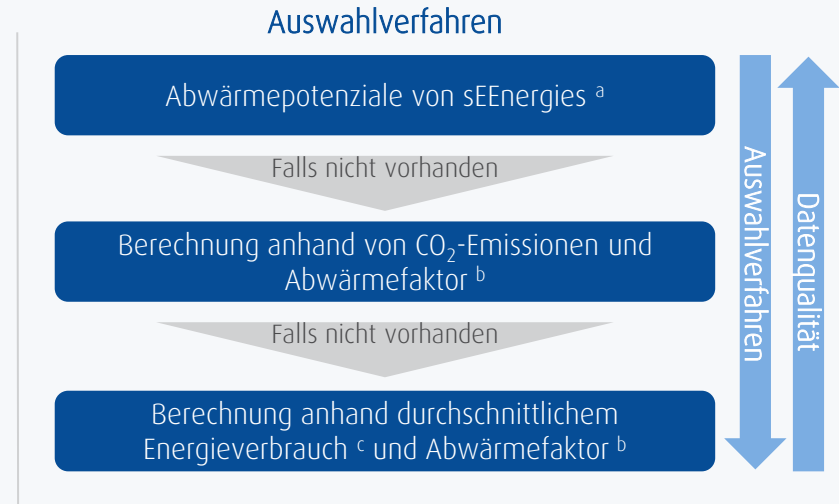 Auswahlverfahren
Abwärmepotenziale von sEEnergies ᵃ
Falls nicht vorhanden
Berechnung anhand von CO₂-Emissionen und
Abwärmefaktor ᵇ
Falls nicht vorhanden
Berechnung anhand durchschnittlichem
Energieverbrauch ᶜ und Abwärmefaktor ᵇ
Auswahlverfahren
Datenqualität